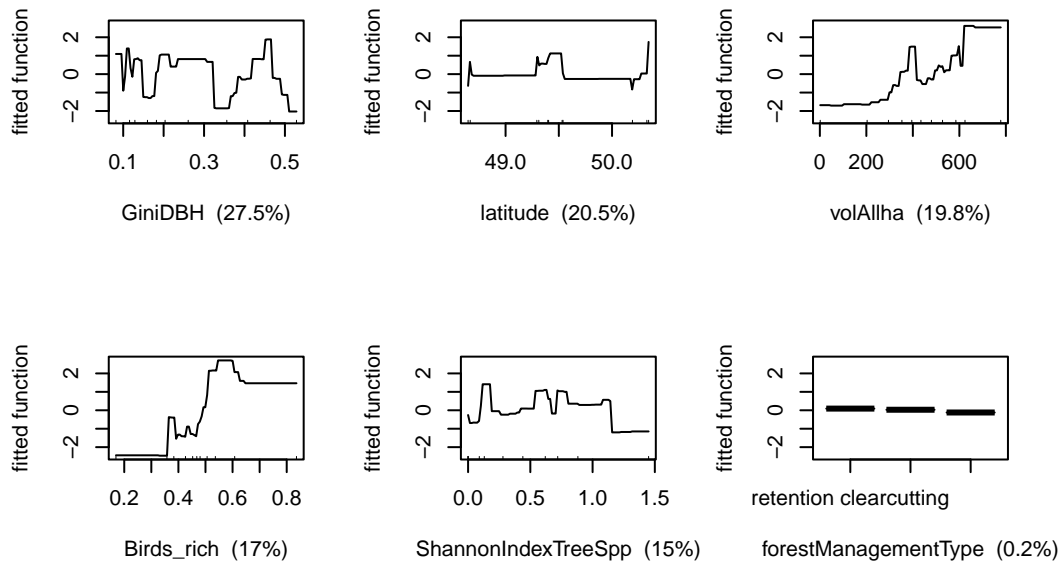 fitted function
2
0
−2
0.1
0.3
0.5
GiniDBH (27.5%)
fitted function
2
0
−2
49.0
50.0
latitude (20.5%)
fitted function
2
0
−2
0
200
600
volAllha (19.8%)
fitted function
2
0
−2
0.2
0.4
0.6
0.8
Birds_rich (17%)
fitted function
2
0
−2
0.0
0.5
1.0
1.5
ShannonIndexTreeSpp (15%)
fitted function
2
0
−2
retention clearcutting
forestManagementType (0.2%)